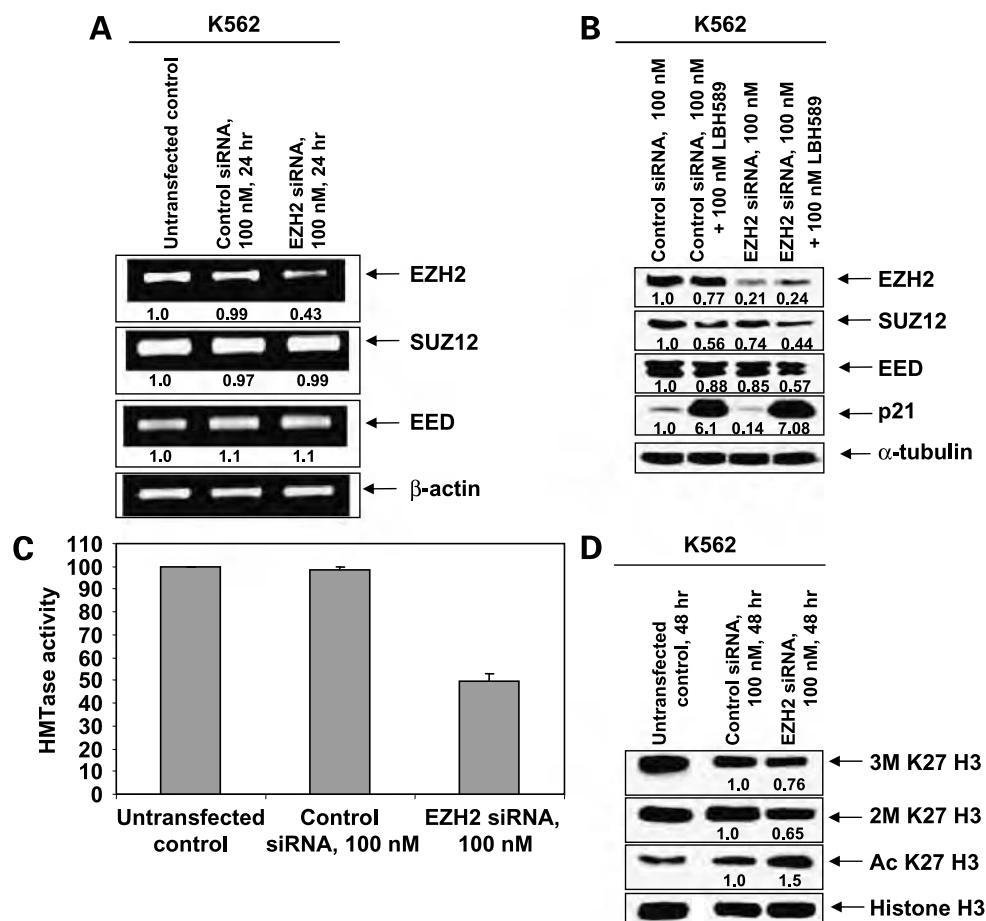 A
K562
Untransfected control
Control siRNA,
100 nM, 24 hr
EZH2 siRNA,
100 nM, 24 hr
EZH2
1.0 0.99 0.43
SUZ12
1.0 0.97 0.99
EED
1.0 1.1 1.1
β-actin
B
K562
Control siRNA, 100 nM
Control siRNA, 100 nM
+ 100 nM LBH589
EZH2 siRNA, 100 nM
EZH2 siRNA, 100 nM
+ 100 nM LBH589
EZH2
1.0 0.77 0.21 0.24
SUZ12
1.0 0.56 0.74 0.44
EED
1.0 0.88 0.85 0.57
p21
1.0 6.1 0.14 7.08
α-tubulin
C
HMTase activity
110
100
90
80
70
60
50
40
30
20
10
0
Untransfected
control
Control
siRNA, 100 nM
EZH2 siRNA,
100 nM
D
K562
Untransfected
control, 48 hr
Control siRNA,
100 nM, 48 hr
EZH2 siRNA,
100 nM, 48 hr
3M K27 H3
1.0 0.76
2M K27 H3
1.0 0.65
Ac K27 H3
1.0 1.5
Histone H3